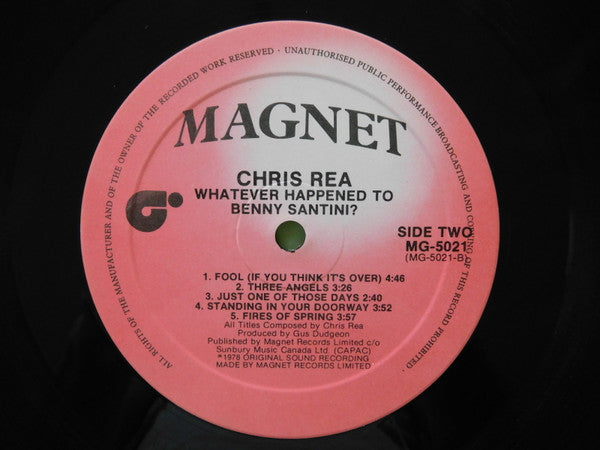 ALL RIGHTS OF THE MANUFACTURER AND OF THE OWNER OF THE RECORDED WORK RESERVED · UNAUTHORISED PUBLIC PERFORMANCE BROADCASTING AND COPYING OF THIS RECORD PROHIBITED ·
MAGNET
CHRIS REA
WHATEVER HAPPENED TO
BENNY SANTINI?
SIDE TWO
MG-5021
(MG-5021-B)
1. FOOL (IF YOU THINK IT'S OVER) 4:46
2. THREE ANGELS 3:26
3. JUST ONE OF THOSE DAYS 2:40
4. STANDING IN YOUR DOORWAY 3:52
5. FIRES OF SPRING 3:57
All Titles Composed by Chris Rea
Produced by Gus Dudgeon
Published by Magnet Records Limited c/o
Sunbury Music Canada Ltd. (CAPAC)
℗1978 ORIGINAL SOUND RECORDING
MADE BY MAGNET RECORDS LIMITED